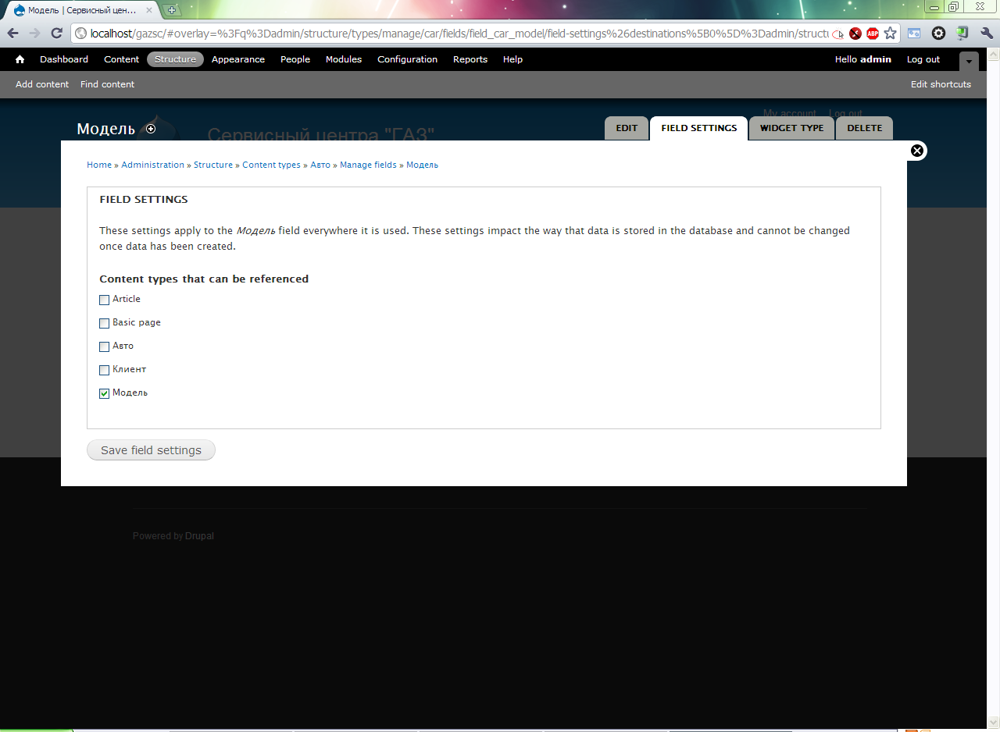 Модель | Сервисный цен...
localhost/gazsc/#overlay=%3Fq%3Dadmin/structure/types/manage/car/fields/field_car_model/field-settings%26destinations%5B0%5D%3Dadmin/structu
ABP
Dashboard Content Structure Appearance People Modules Configuration Reports Help Hello admin Log out
Add content Find content Edit shortcuts
My account Log out
Модель Сервисный центра "ГАЗ" EDIT FIELD SETTINGS WIDGET TYPE DELETE
Home » Administration » Structure » Content types » Авто » Manage fields » Модель
FIELD SETTINGS
These settings apply to the Модель field everywhere it is used. These settings impact the way that data is stored in the database and cannot be changed
once data has been created.
Content types that can be referenced
Article
Basic page
Авто
Клиент
Модель
Save field settings
Powered by Drupal